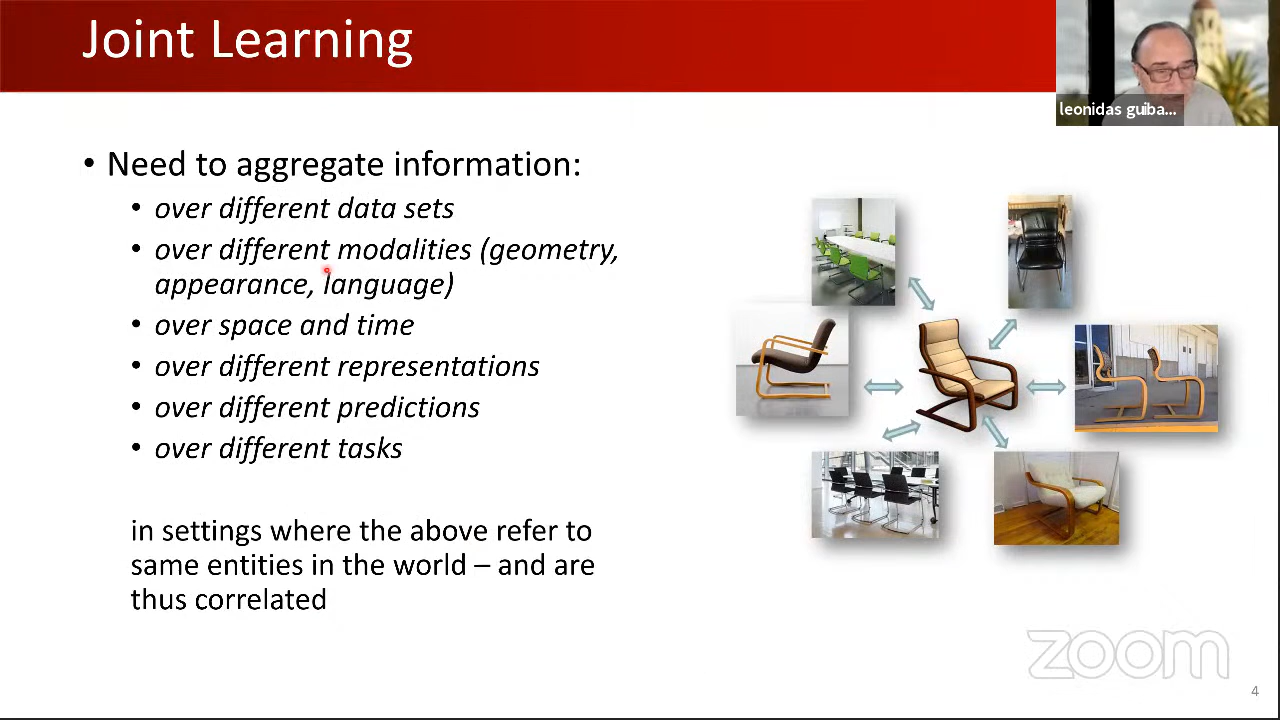 Joint Learning
leonidas guiba...
• Need to aggregate information:
• over different data sets
• over different modalities (geometry,
appearance, language)
• over space and time
• over different representations
• over different predictions
• over different tasks
in settings where the above refer to
same entities in the world – and are
thus correlated
zoom
4